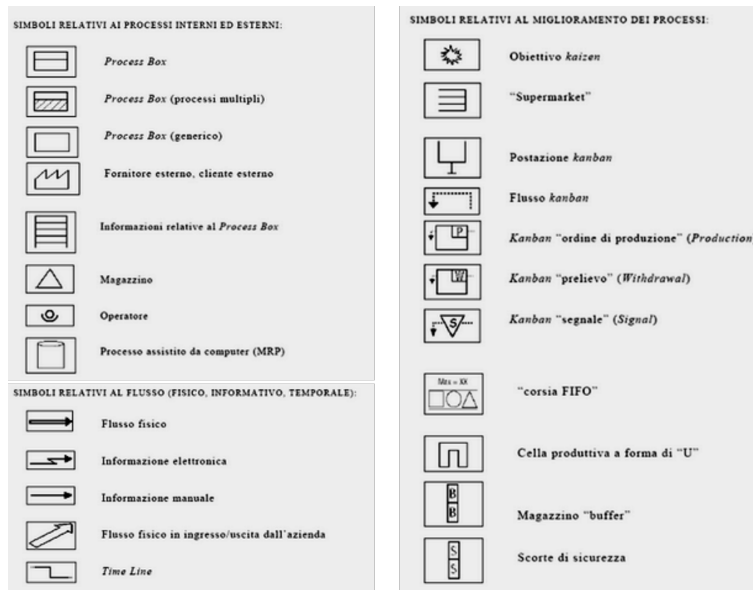 SIMBOLI RELATIVI AI PROCESSI INTERNI ED ESTERNI:
Process Box
Process Box (processi multipli)
Process Box (generico)
Fornitore esterno, cliente esterno
Informazioni relative al Process Box
Magazzino
Operatore
Processo assistito da computer (MRP)
SIMBOLI RELATIVI AL FLUSSO (FISICO, INFORMATIVO, TEMPORALE):
Flusso fisico
Informazione elettronica
Informazione manuale
Flusso fisico in ingresso/uscita dall'azienda
Time Line
SIMBOLI RELATIVI AL MIGLIORAMENTO DEI PROCESSI:
Obiettivo kaizen
"Supermarket"
Postazione kanban
Flusso kanban
P
Kanban "ordine di produzione" (Production
W
Kanban "prelievo" (Withdrawal)
S
Kanban "segnale" (Signal)
Max = XX
"corsia FIFO"
Cella produttiva a forma di "U"
B
B
Magazzino "buffer"
S
S
Scorte di sicurezza